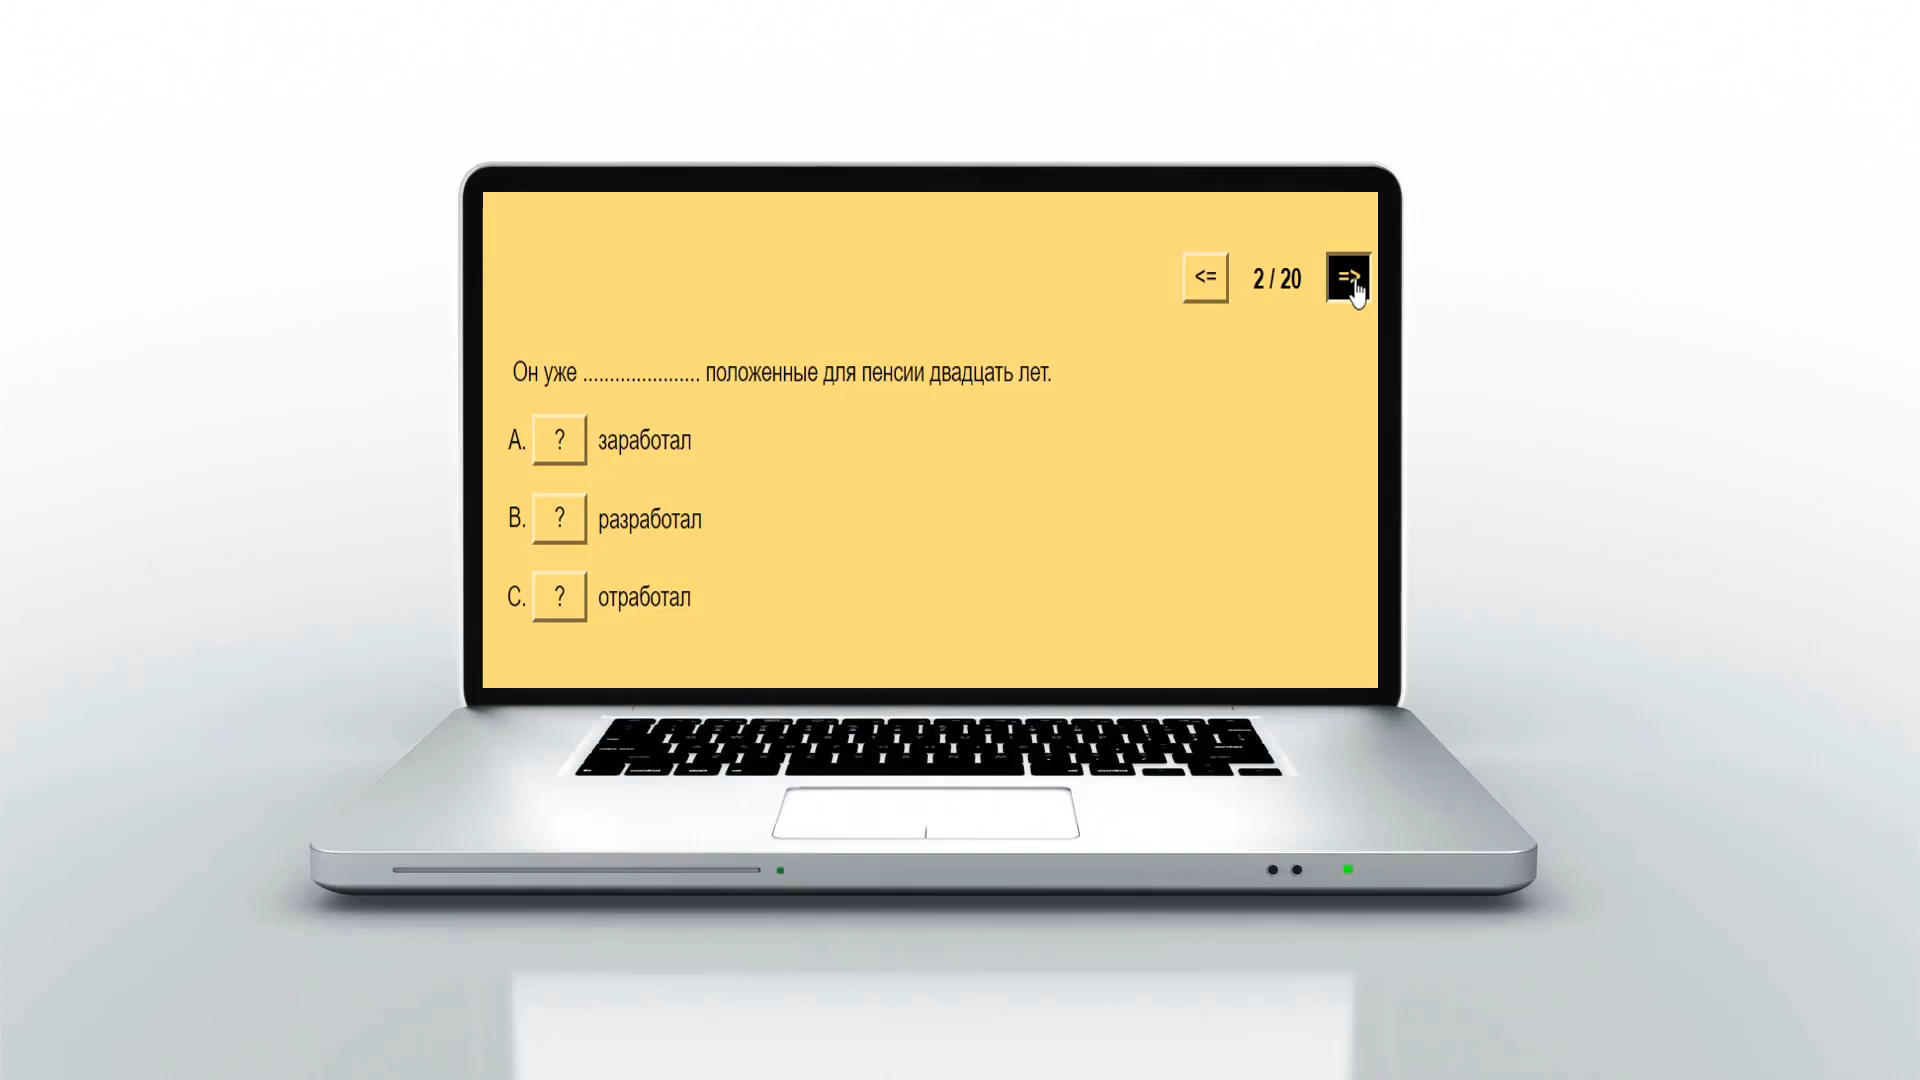 <= 2 / 20 =>
Он уже ...................... положенные для пенсии двадцать лет.
A. ? заработал
B. ? разработал
C. ? отработал